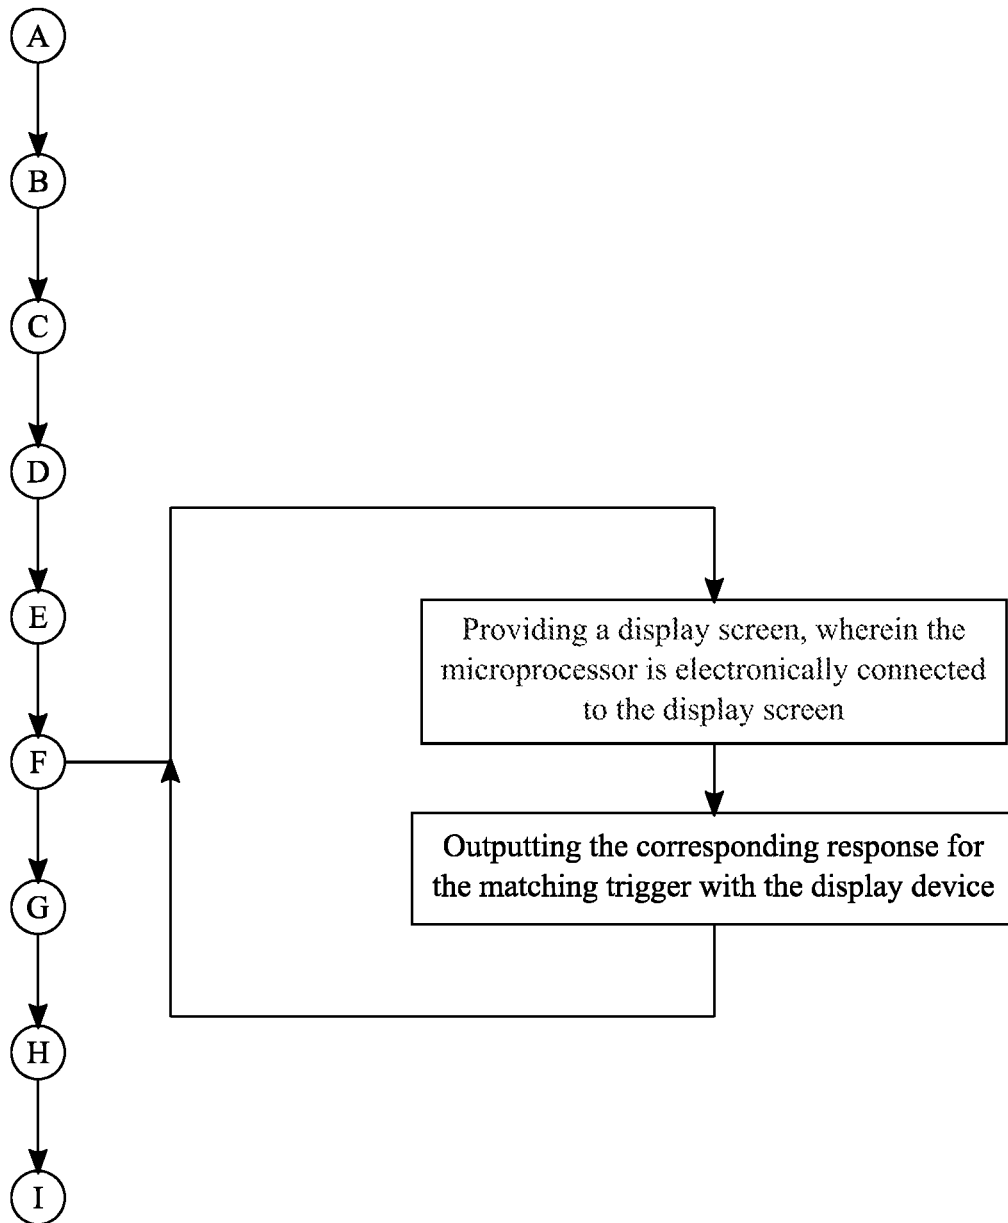 A
B
C
D
E
Providing a display screen, wherein the
microprocessor is electronically connected
to the display screen
F
Outputting the corresponding response for
the matching trigger with the display device
G
H
I